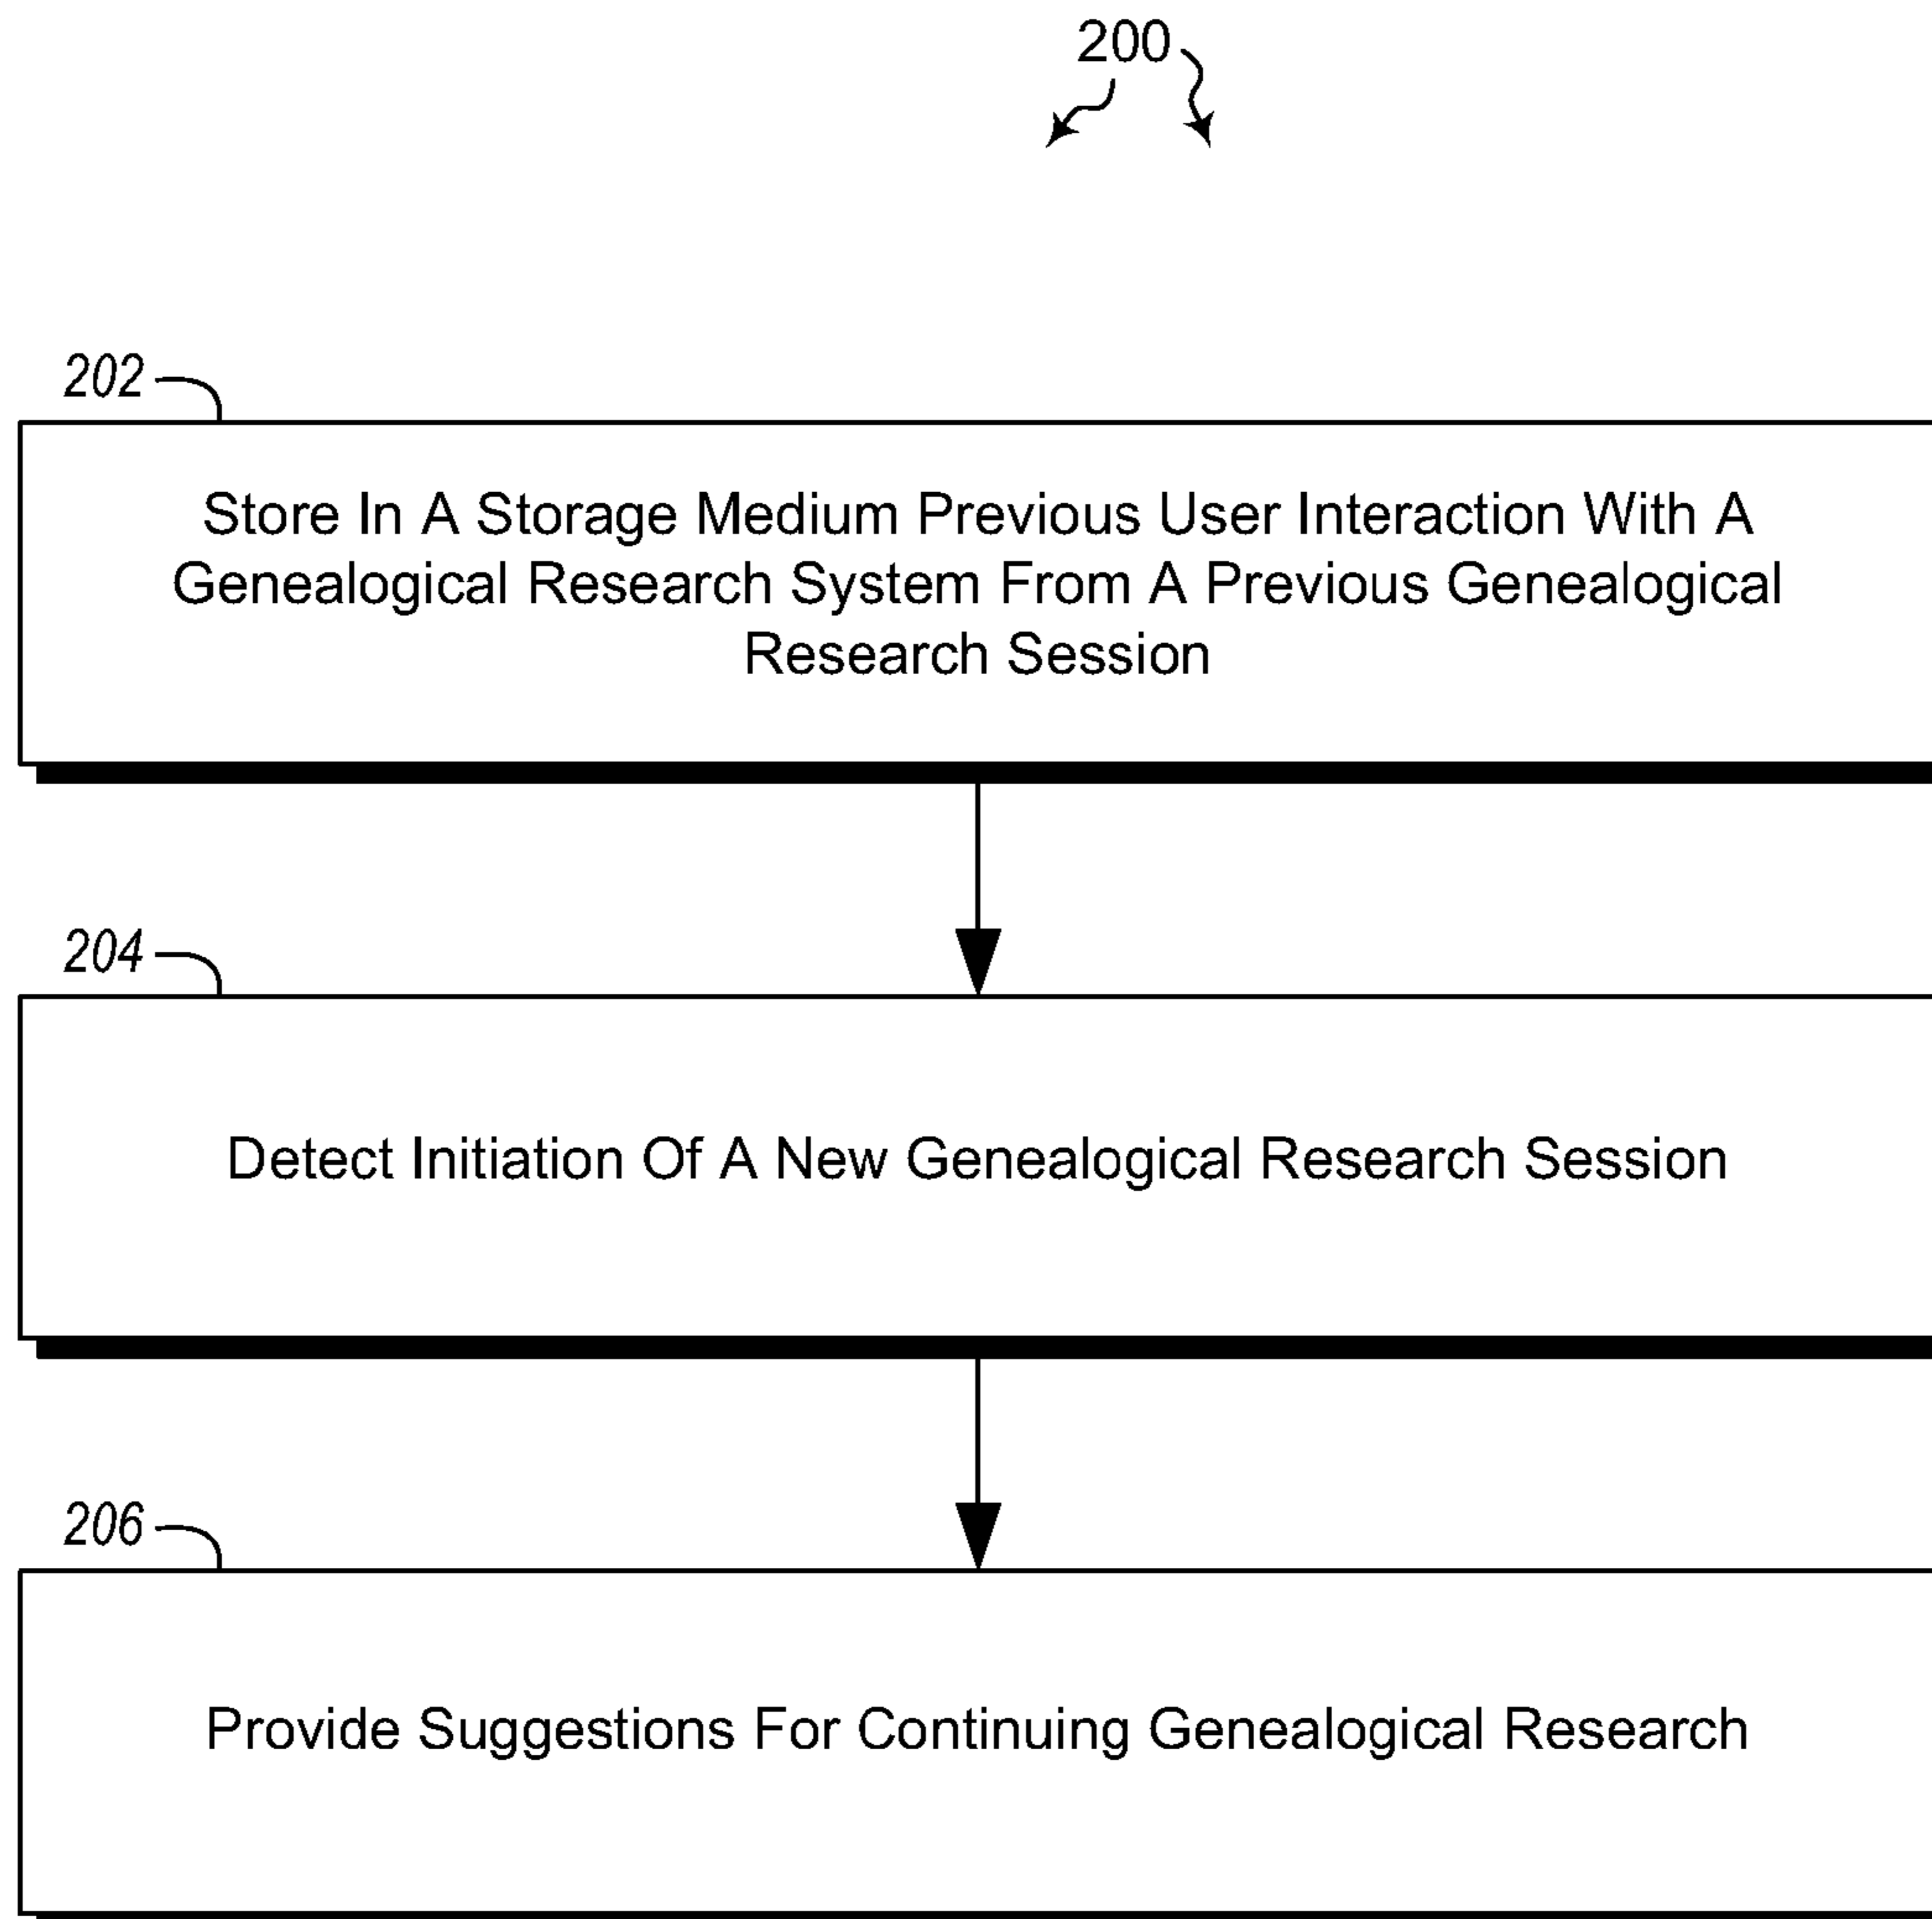 200
202
Store In A Storage Medium Previous User Interaction With A
Genealogical Research System From A Previous Genealogical
Research Session
204
Detect Initiation Of A New Genealogical Research Session
206
Provide Suggestions For Continuing Genealogical Research